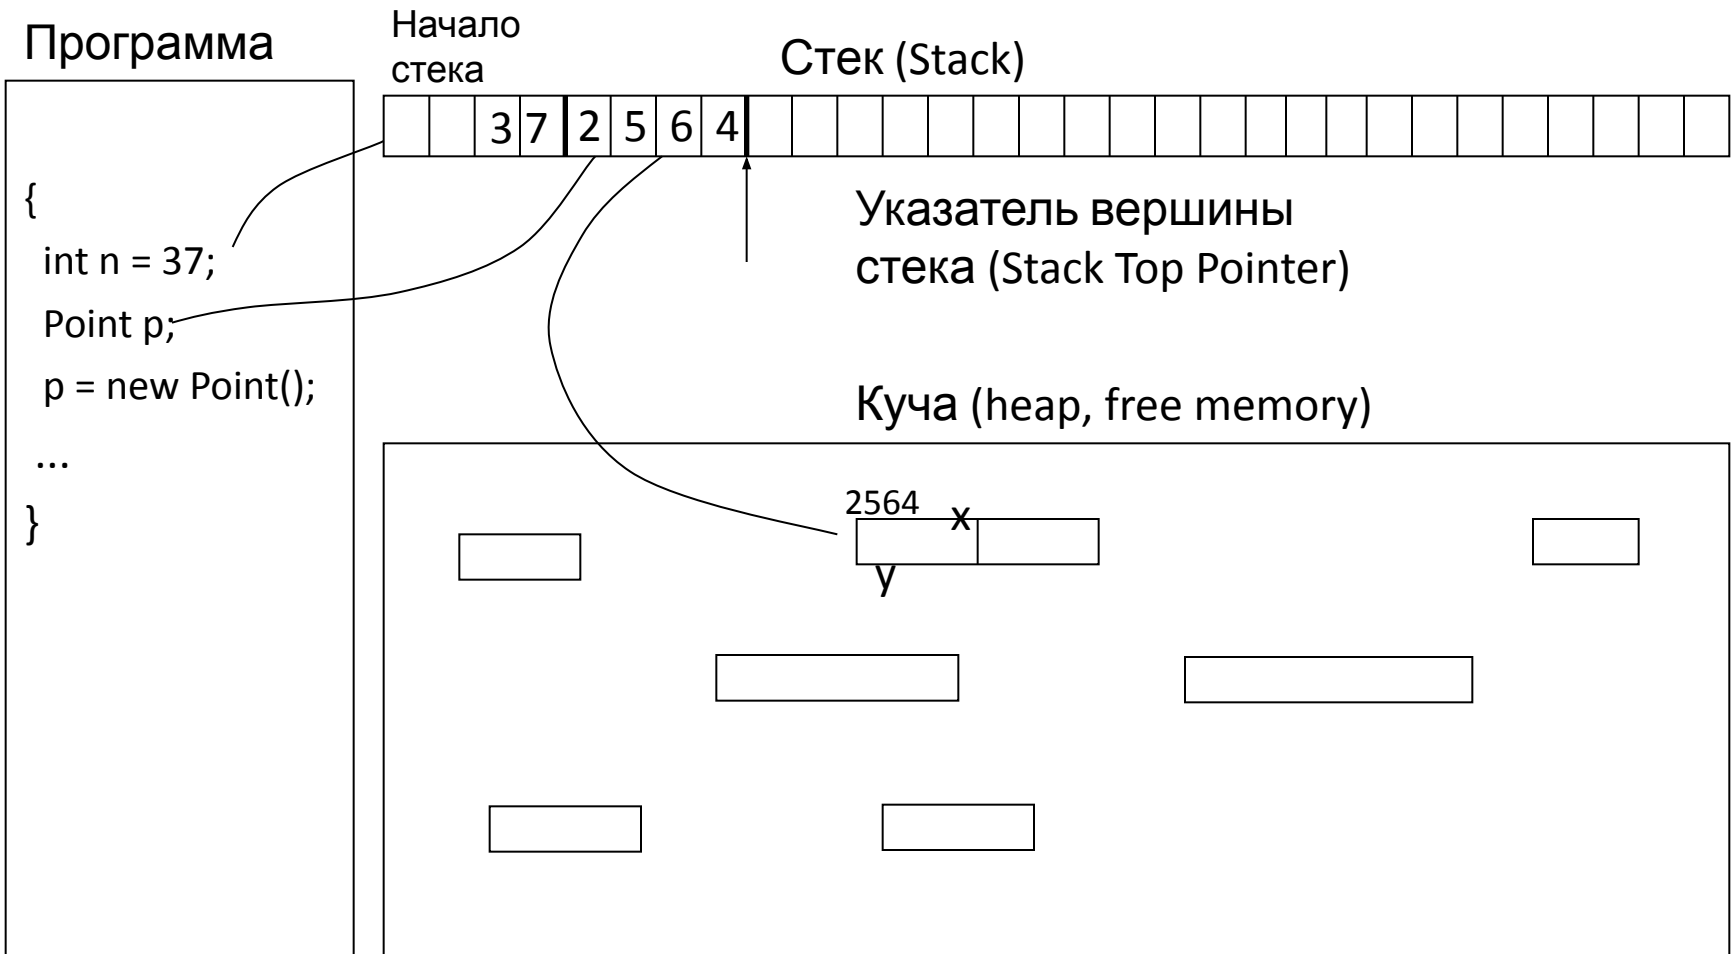 Программа
Начало
стека
Стек (Stack)
3 7 2 5 6 4
{
int n = 37;
Point p;
p = new Point();
...
}
Указатель вершины
стека (Stack Top Pointer)
Куча (heap, free memory)
2564
x
y